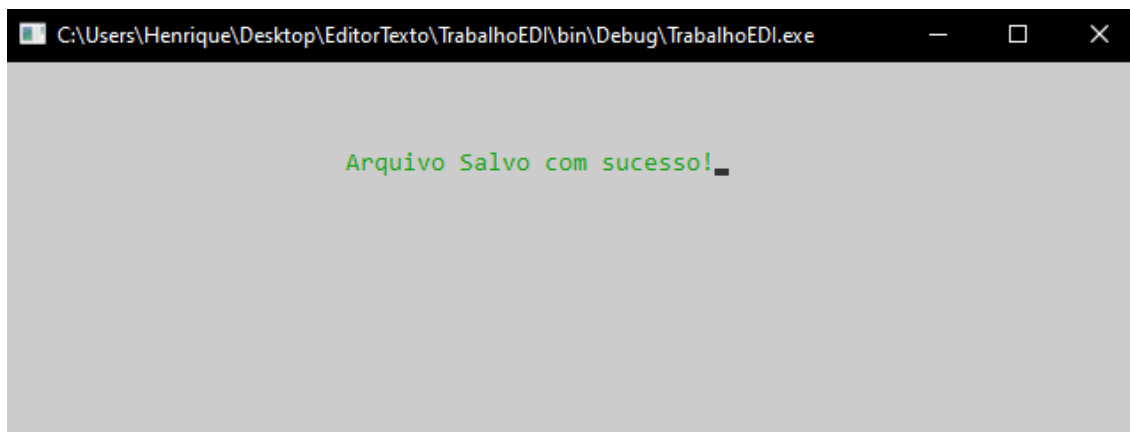 C:\Users\Henrique\Desktop\EditorTexto\TrabalhoEDI\bin\Debug\TrabalhoEDI.exe
Arquivo Salvo com sucesso!